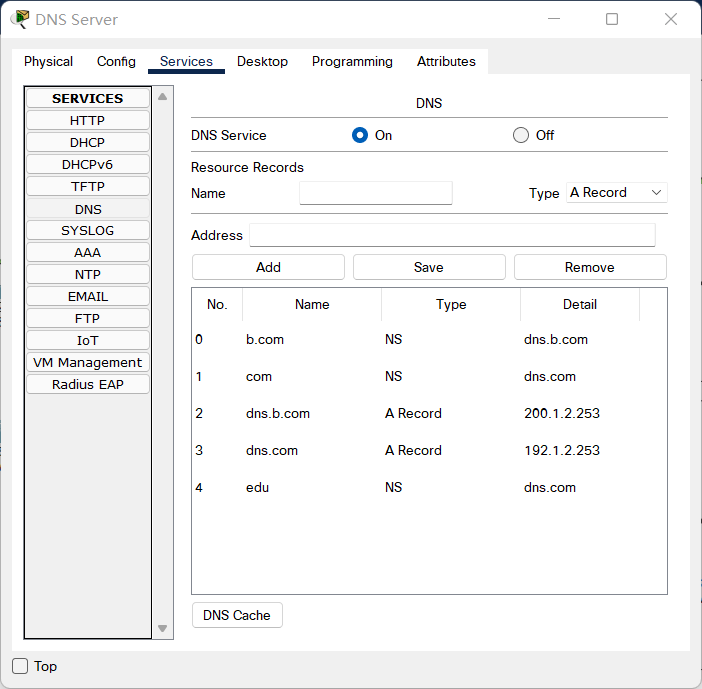 DNS Server
Physical Config Services Desktop Programming Attributes
SERVICES
HTTP
DHCP
DHCPv6
TFTP
DNS
SYSLOG
AAA
NTP
EMAIL
FTP
IoT
VM Management
Radius EAP
DNS
DNS Service On Off
Resource Records
Name Type A Record
Address
Add Save Remove
No. Name Type Detail
0 b.com NS dns.b.com
1 com NS dns.com
2 dns.b.com A Record 200.1.2.253
3 dns.com A Record 192.1.2.253
4 edu NS dns.com
DNS Cache
Top